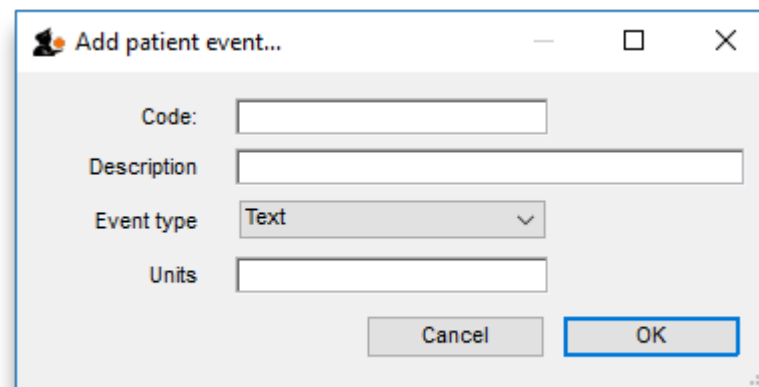 Add patient event...
Code:
Description
Event type Text
Units
Cancel OK